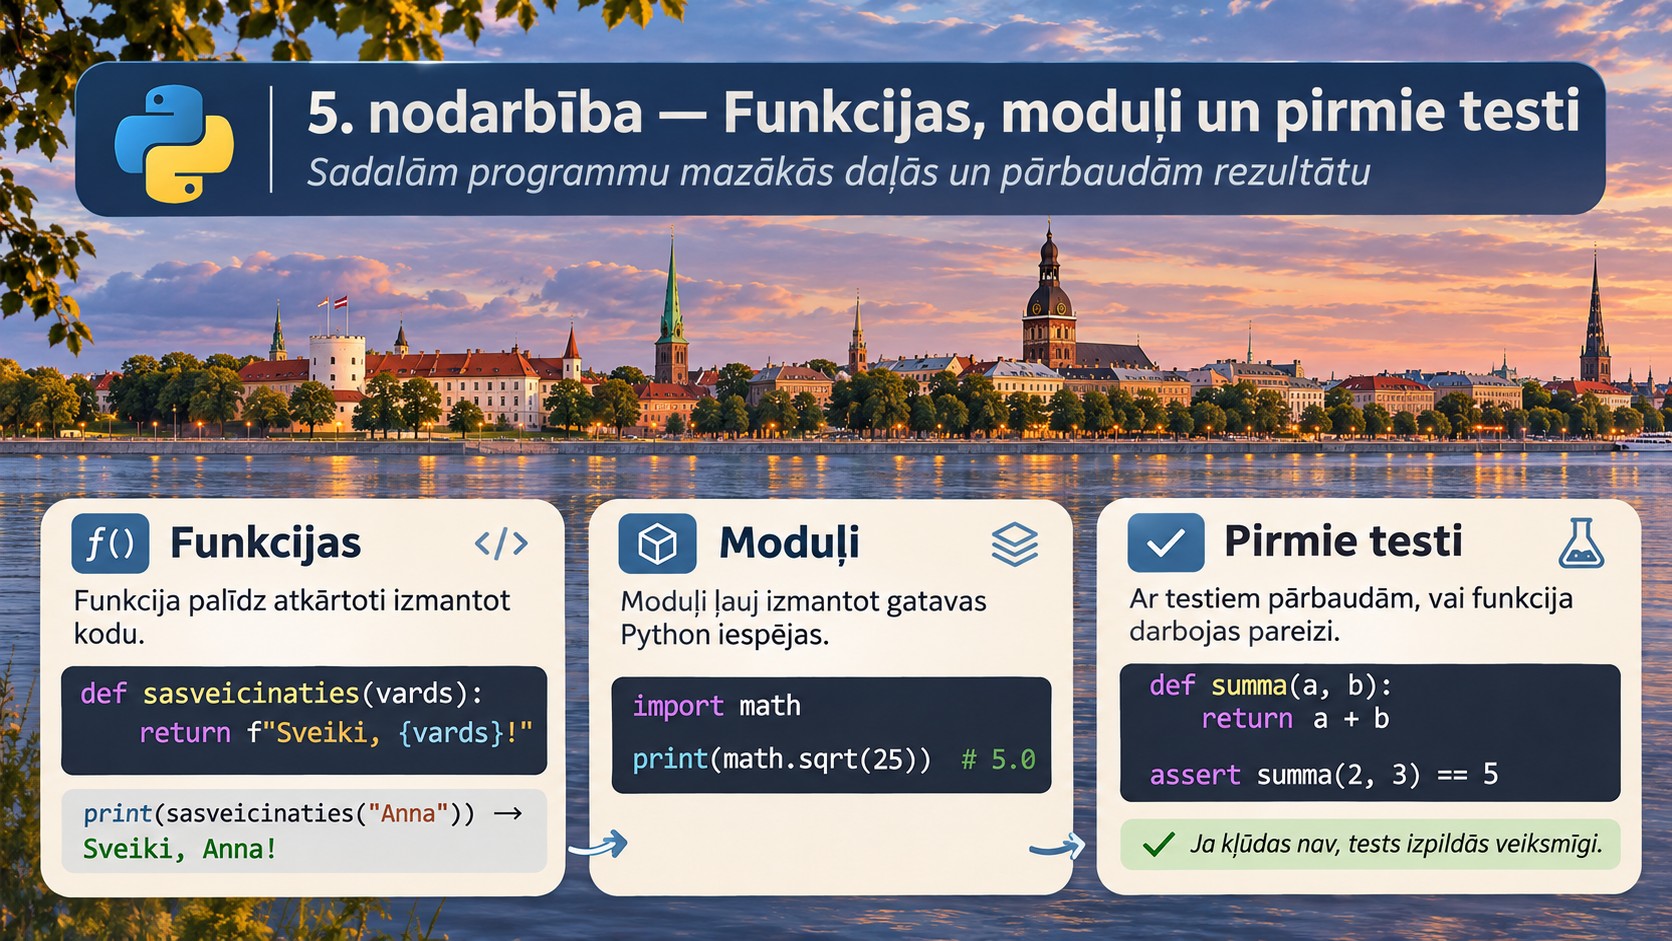 5. nodarbība — Funkcijas, moduļi un pirmie testi
Sadalām programmu mazākās daļās un pārbaudām rezultātu
f() Funkcijas </>
Funkcija palīdz atkārtoti izmantot
kodu.
def sasveicinaties(vards):
    return f"Sveiki, {vards}!"
print(sasveicinaties("Anna")) →
Sveiki, Anna!
Moduļi
Moduļi ļauj izmantot gatavas
Python iespējas.
import math
print(math.sqrt(25))  # 5.0
Pirmie testi
Ar testiem pārbaudām, vai funkcija
darbojas pareizi.
def summa(a, b):
    return a + b
assert summa(2, 3) == 5
Ja kļūdas nav, tests izpildās veiksmīgi.